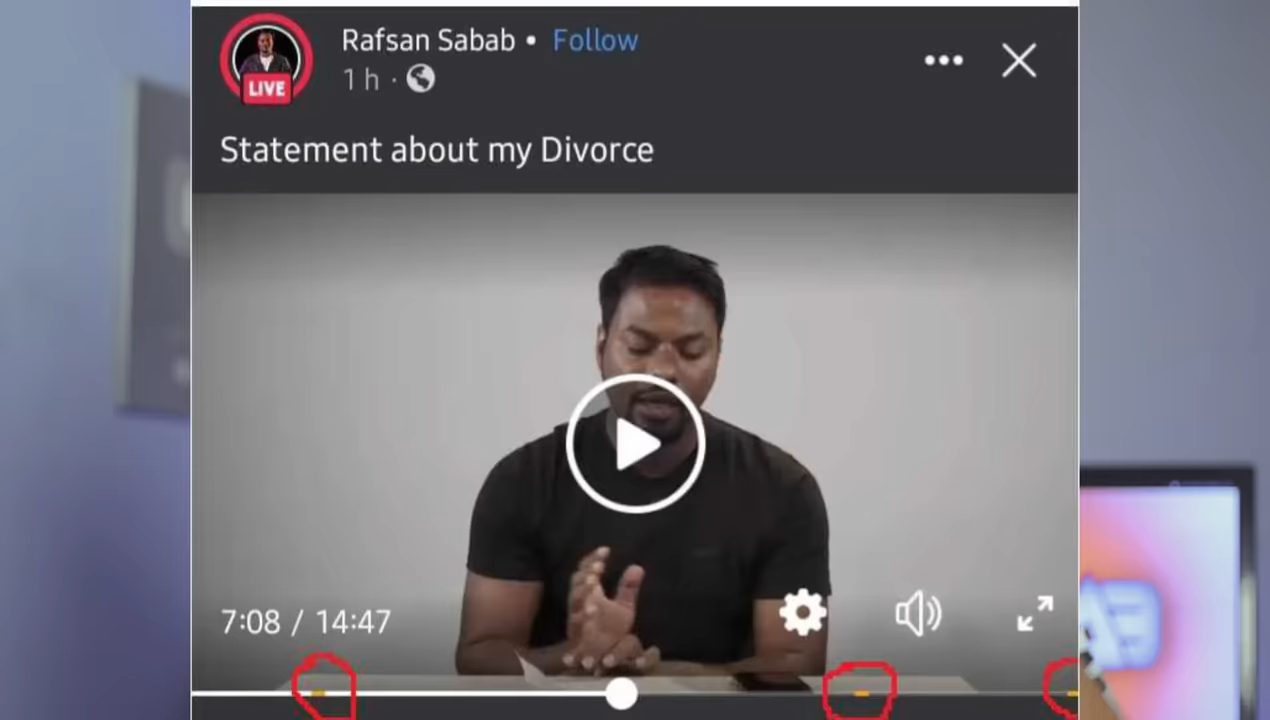 Rafsan Sabab • Follow
LIVE
1 h ·
Statement about my Divorce
7:08 / 14:47